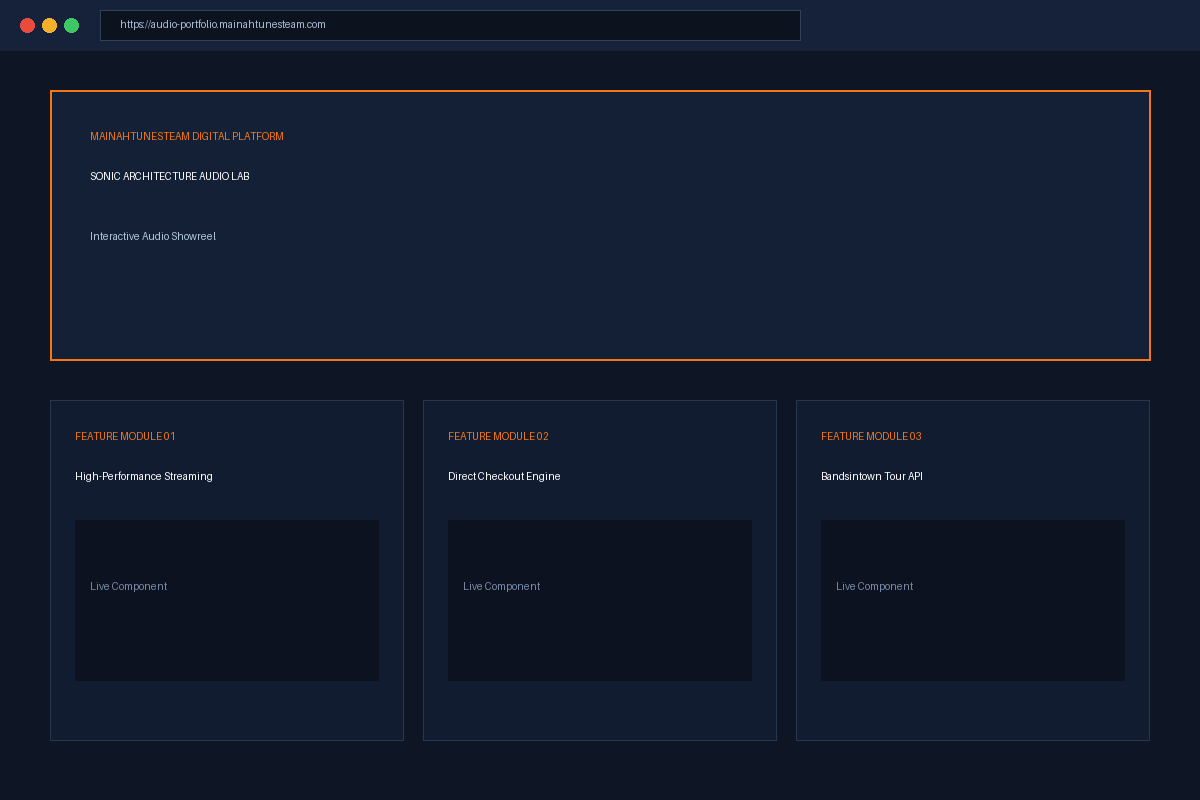 https://audio-portfolio.mainahtunesteam.com
MAINAHTUNESTEAM DIGITAL PLATFORM
SONIC ARCHITECTURE AUDIO LAB
Interactive Audio Showreel
FEATURE MODULE 01
High-Performance Streaming
Live Component
FEATURE MODULE 02
Direct Checkout Engine
Live Component
FEATURE MODULE 03
Bandsintown Tour API
Live Component